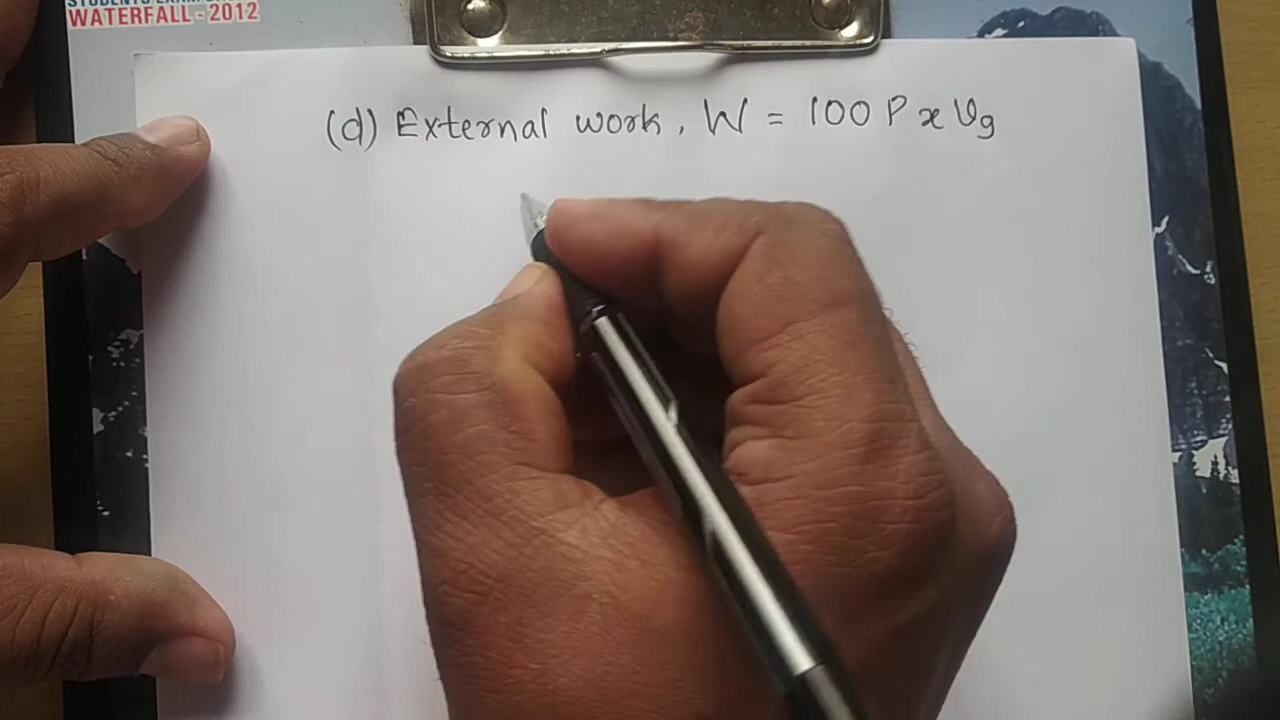 WATERFALL - 2012
(d) External work, W = 100 P x Vg